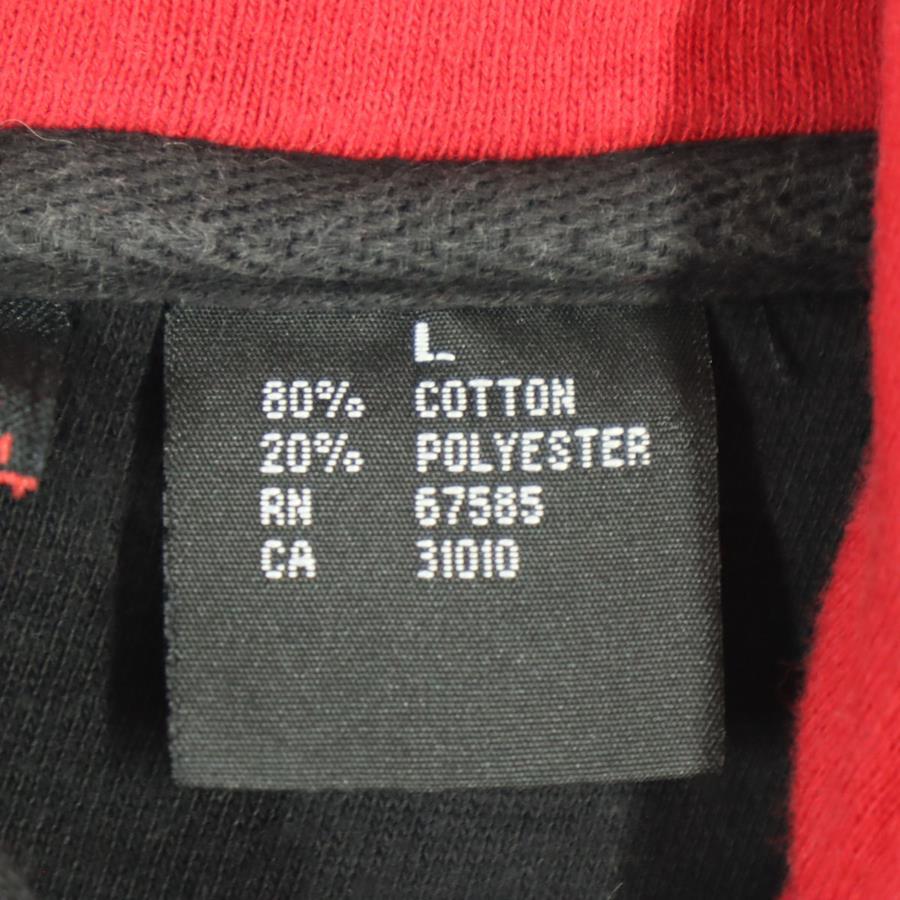 L
80% COTTON
20% POLYESTER
RN 67585
CA 31010